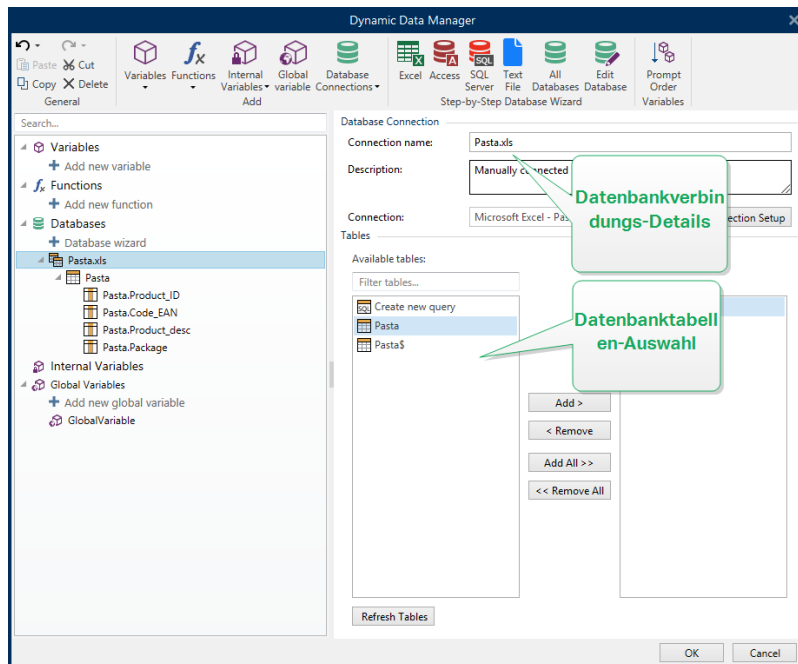 Dynamic Data Manager
Paste Cut
Copy Delete
General
Variables Functions Internal Variables Global variable Database Connections
Add
Excel Access SQL Server Text File All Databases Edit Database
Step-by-Step Database Wizard
Prompt Order
Variables
Search...
Variables
Add new variable
Functions
Add new function
Databases
Database wizard
Pasta.xls
Pasta
Pasta.Product_ID
Pasta.Code_EAN
Pasta.Product_desc
Pasta.Package
Internal Variables
Global Variables
Add new global variable
GlobalVariable
Database Connection
Connection name: Pasta.xls
Description: Manually connected
Connection: Microsoft Excel - Pas
ection Setup
Datenbankverbin
dungs-Details
Tables
Available tables:
Filter tables...
SQL Create new query
Pasta
Pasta$
Datenbanktabell
en-Auswahl
Add >
< Remove
Add All >>
<< Remove All
Refresh Tables
OK Cancel